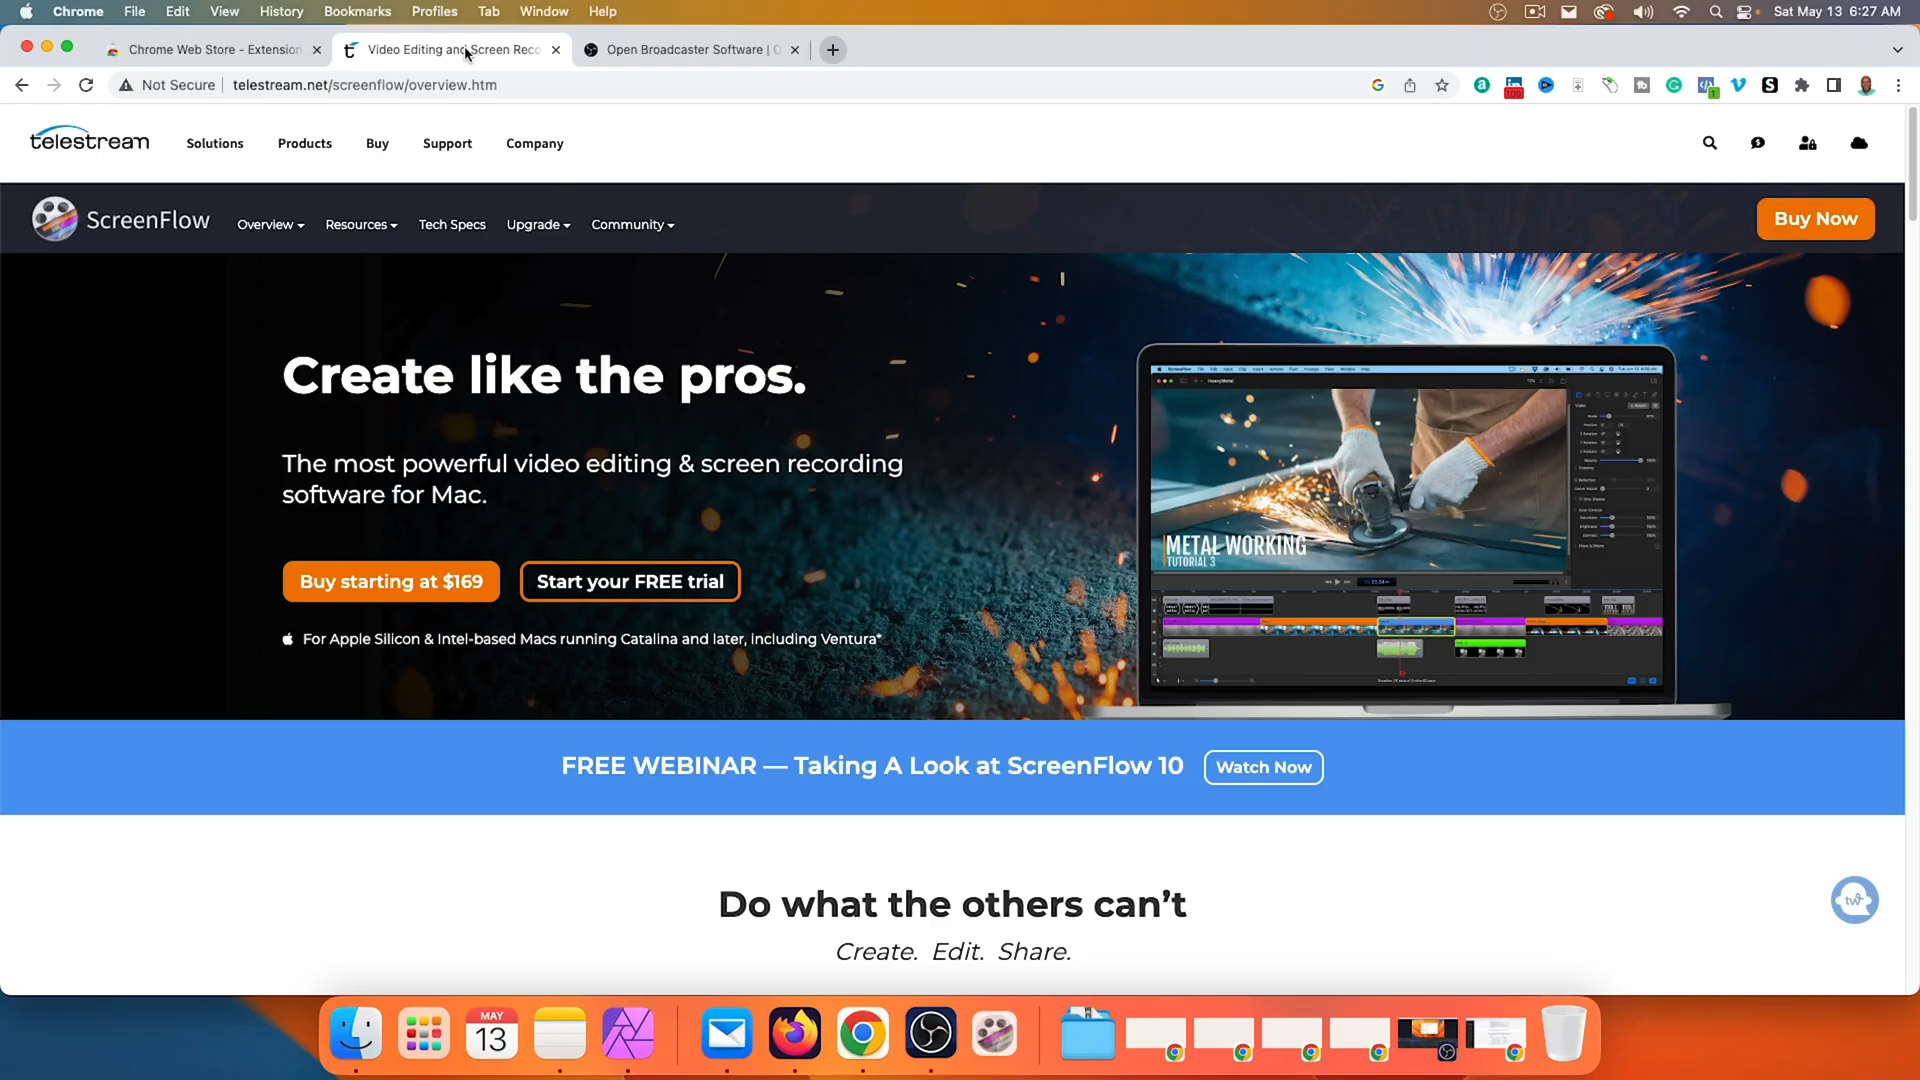 Chrome File Edit View History Bookmarks Profiles Tab Window Help Sat May 13 6:27 AM
Chrome Web Store - Extension Video Editing and Screen Reco Open Broadcaster Software | O
Not Secure telestream.net/screenflow/overview.htm
telestream Solutions Products Buy Support Company
ScreenFlow Overview Resources Tech Specs Upgrade Community Buy Now
Create like the pros.
The most powerful video editing & screen recording
software for Mac.
Buy starting at $169 Start your FREE trial
For Apple Silicon & Intel-based Macs running Catalina and later, including Ventura*
METAL WORKING
TUTORIAL 3
FREE WEBINAR — Taking A Look at ScreenFlow 10 Watch Now
Do what the others can’t
Create. Edit. Share.
MAY
13